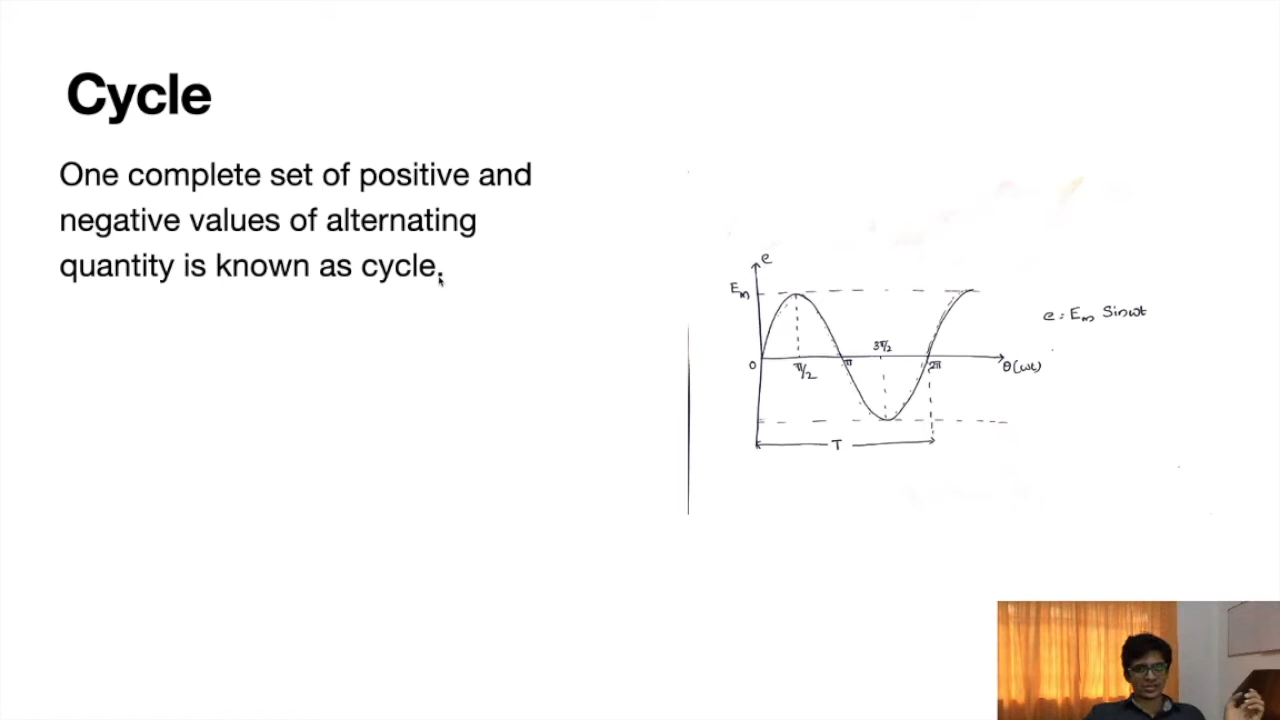 Cycle
One complete set of positive and
negative values of alternating
quantity is known as cycle.
e
Em
e = Em Sinωt
3π/2
0
π/2
π
2π
θ(ωt)
T